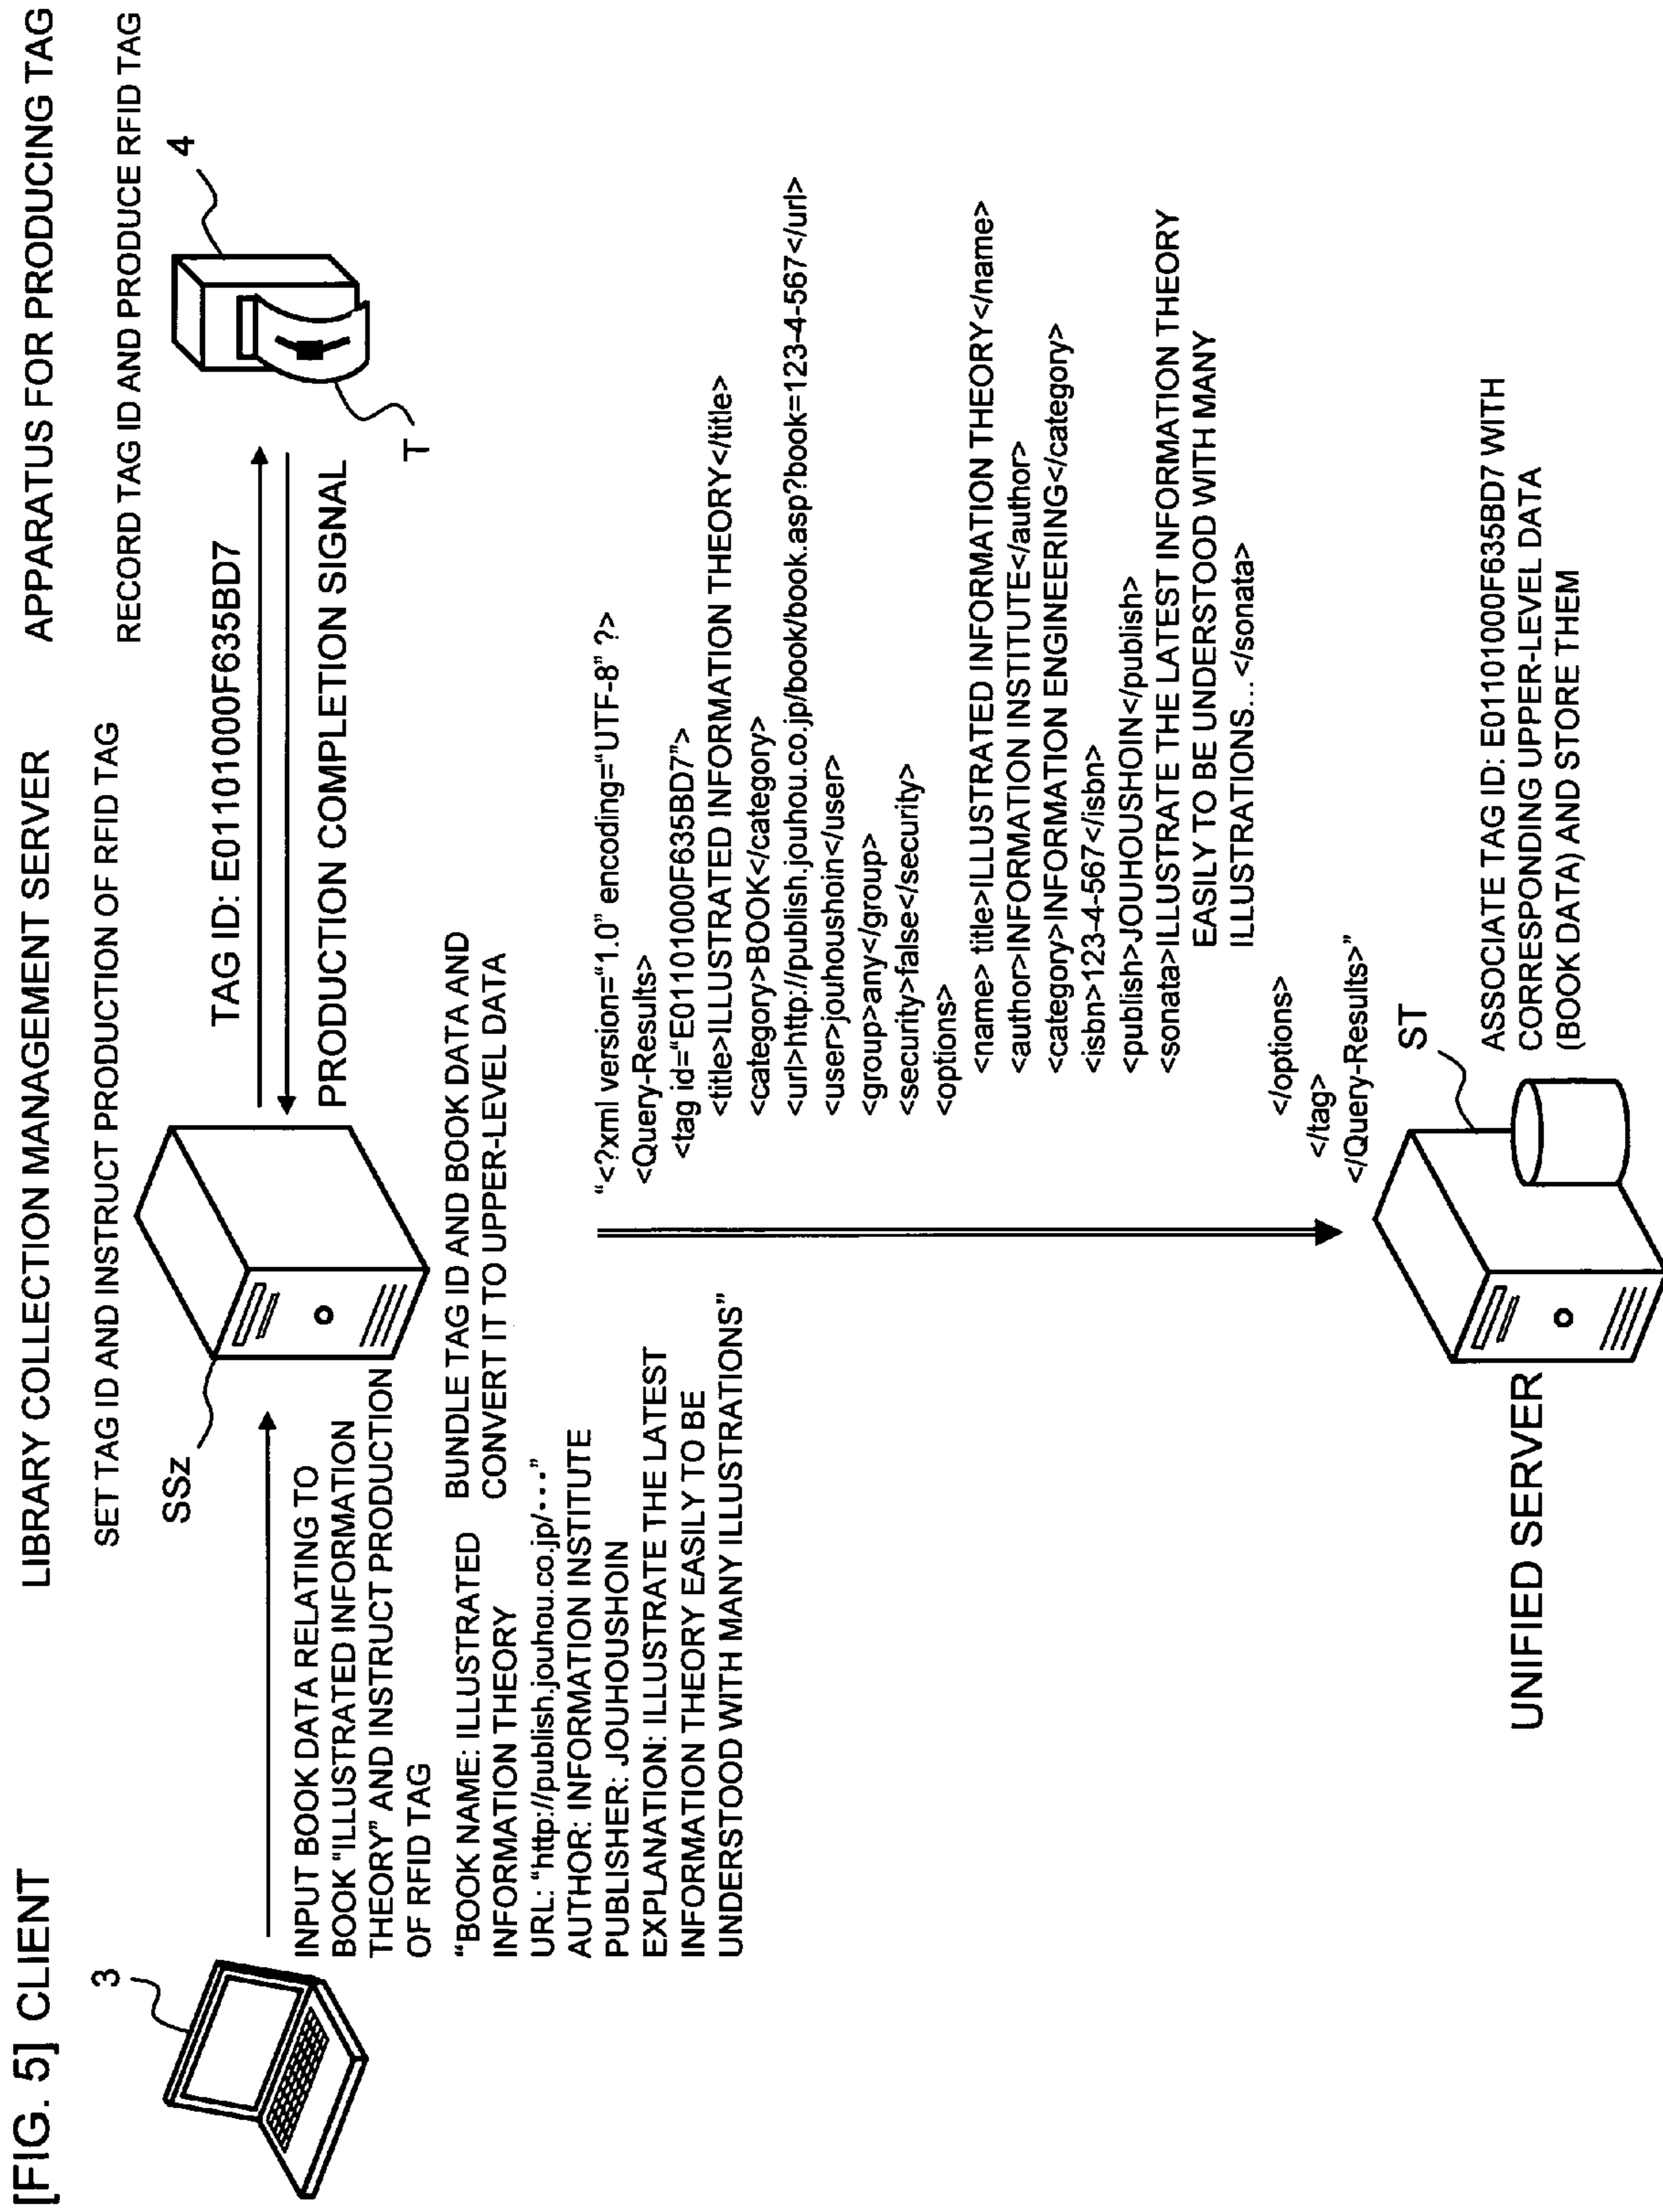 [FIG. 5] CLIENT
LIBRARY COLLECTION MANAGEMENT SERVER
APPARATUS FOR PRODUCING TAG
3
SET TAG ID AND INSTRUCT PRODUCTION OF RFID TAG
RECORD TAG ID AND PRODUCE RFID TAG
SSz
4
TAG ID: E01101000F635BD7
PRODUCTION COMPLETION SIGNAL
T
INPUT BOOK DATA RELATING TO
BOOK "ILLUSTRATED INFORMATION
THEORY" AND INSTRUCT PRODUCTION
OF RFID TAG
"BOOK NAME: ILLUSTRATED
INFORMATION THEORY
URL: "http://publish.jouhou.co.jp/···"
AUTHOR: INFORMATION INSTITUTE
PUBLISHER: JOUHOUSHOIN
EXPLANATION: ILLUSTRATE THE LATEST
INFORMATION THEORY EASILY TO BE
UNDERSTOOD WITH MANY ILLUSTRATIONS"
BUNDLE TAG ID AND BOOK DATA AND
CONVERT IT TO UPPER-LEVEL DATA
"<?xml version="1.0" encoding="UTF-8" ?>
<Query-Results>
<tag id="E01101000F635BD7">
<title>ILLUSTRATED INFORMATION THEORY</title>
<category>BOOK</category>
<url>http://publish.jouhou.co.jp/book/book.asp?book=123-4-567</url>
<user>jouhoushoin</user>
<group>any</group>
<security>false</security>
<options>
<name> title>ILLUSTRATED INFORMATION THEORY</name>
<author>INFORMATION INSTITUTE</author>
<category>INFORMATION ENGINEERING</category>
<isbn>123-4-567</isbn>
<publish>JOUHOUSHOIN</publish>
<sonata>ILLUSTRATE THE LATEST INFORMATION THEORY
EASILY TO BE UNDERSTOOD WITH MANY
ILLUSTRATIONS... </sonata>
</options>
</tag>
</Query-Results>"
ST
UNIFIED SERVER
ASSOCIATE TAG ID: E01101000F635BD7 WITH
CORRESPONDING UPPER-LEVEL DATA
(BOOK DATA) AND STORE THEM